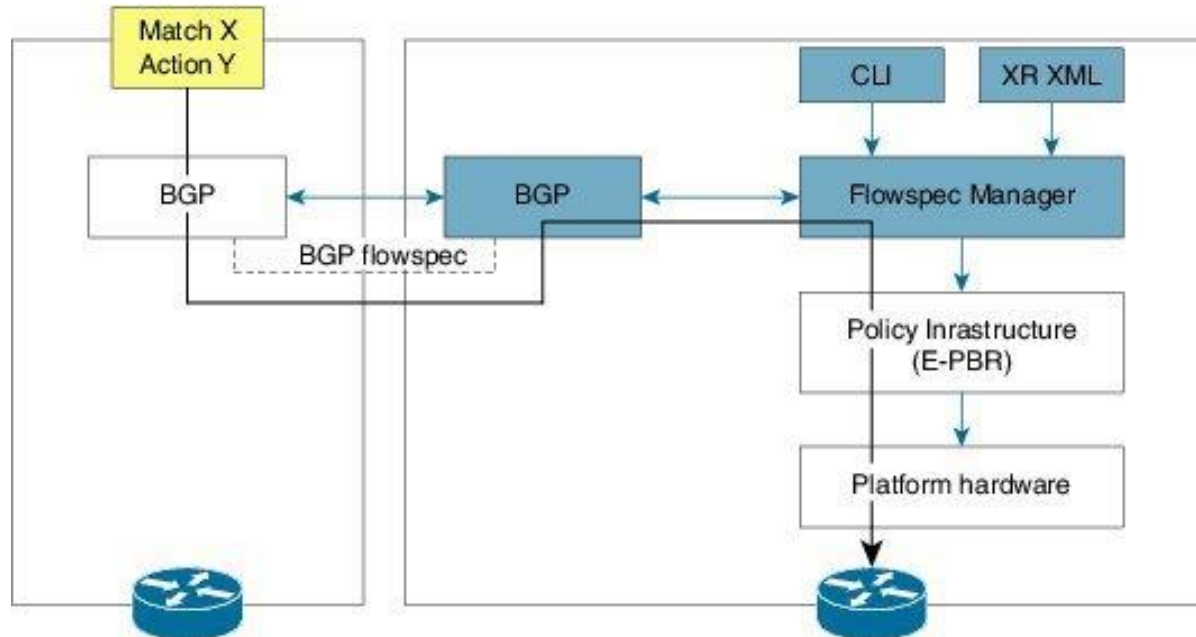 Match X
Action Y
CLI
XR XML
BGP
BGP
Flowspec Manager
BGP flowspec
Policy Inrastructure
(E-PBR)
Platform hardware